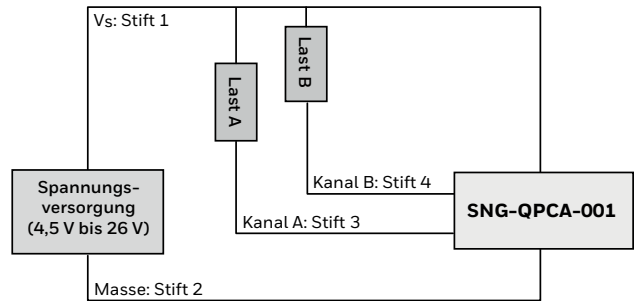 Vs: Stift 1
Last A
Last B
Spannungs-
versorgung
(4,5 V bis 26 V)
Kanal B: Stift 4
SNG-QPCA-001
Kanal A: Stift 3
Masse: Stift 2